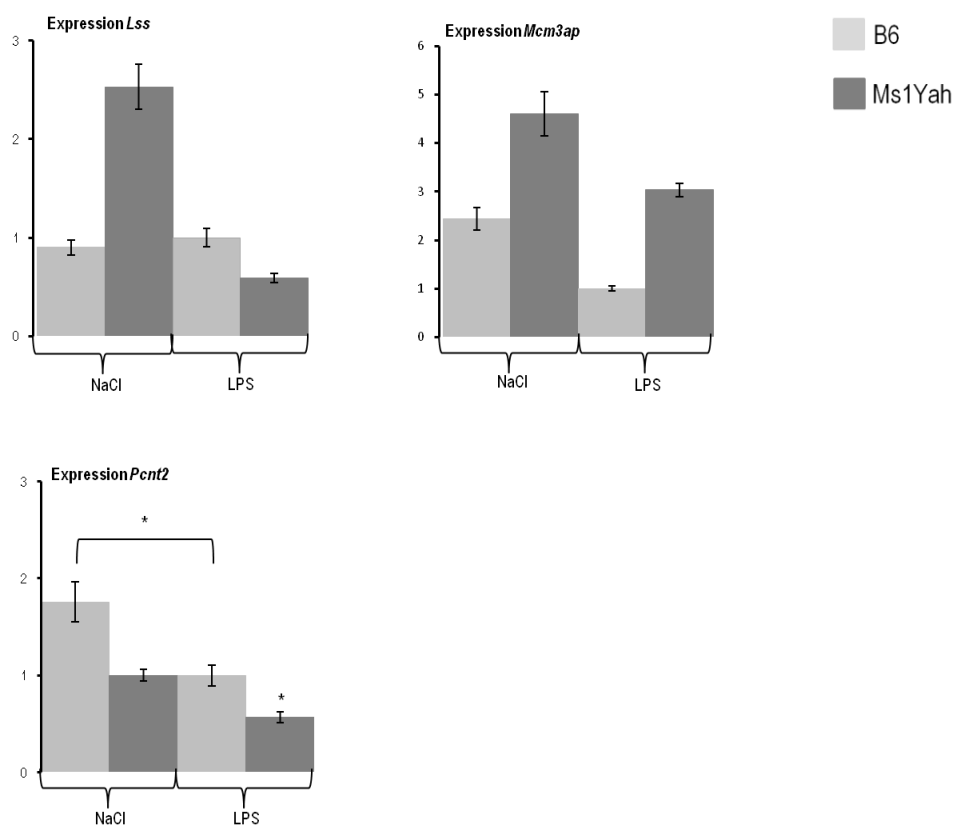 Expression Lss
3
2
1
0
NaCl
LPS
Expression Mcm3ap
6
5
4
3
2
1
0
NaCl
LPS
B6
Ms1Yah
Expression Pcnt2
3
2
1
0
*
*
NaCl
LPS